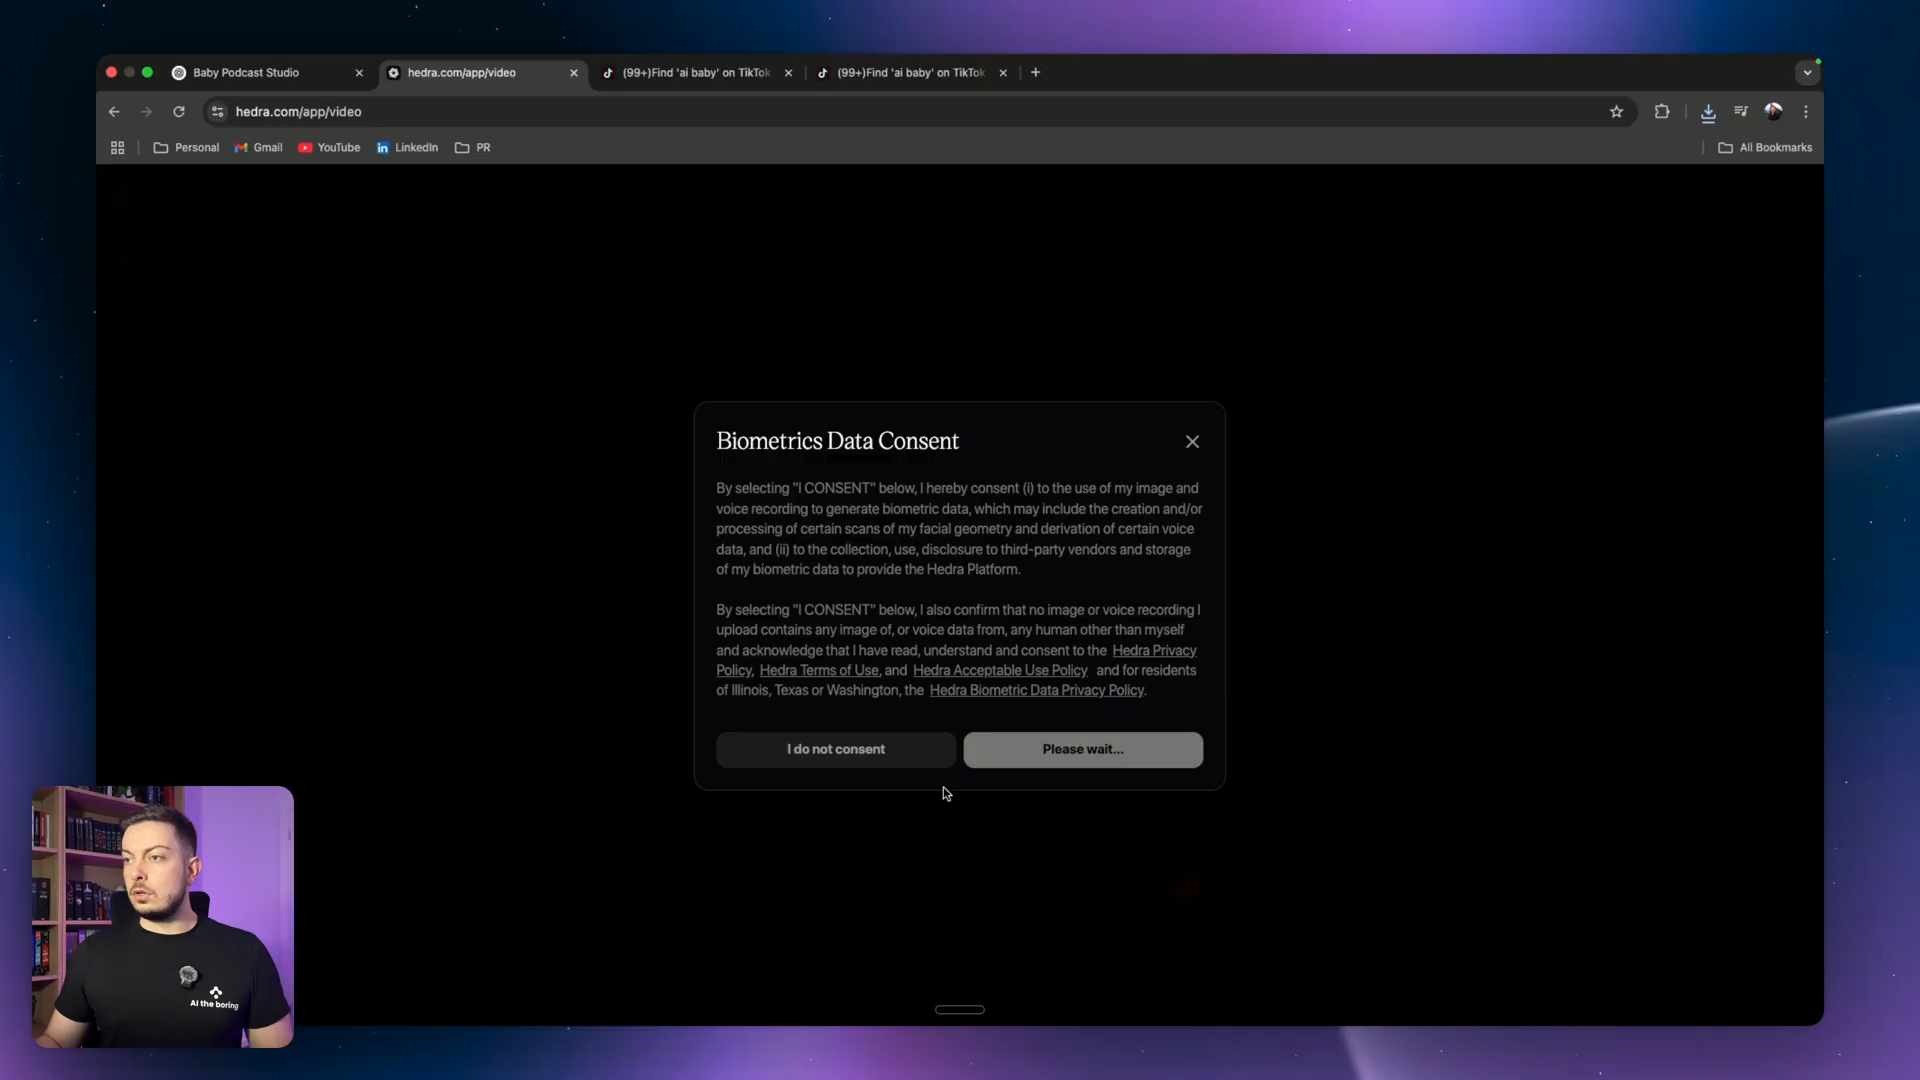 Baby Podcast Studio
hedra.com/app/video
(99+)Find 'ai baby' on TikTok
(99+)Find 'ai baby' on TikTok
hedra.com/app/video
Personal
Gmail
YouTube
LinkedIn
PR
All Bookmarks
Biometrics Data Consent
By selecting "I CONSENT" below, I hereby consent (i) to the use of my image and
voice recording to generate biometric data, which may include the creation and/or
processing of certain scans of my facial geometry and derivation of certain voice
data, and (ii) to the collection, use, disclosure to third-party vendors and storage
of my biometric data to provide the Hedra Platform.
By selecting "I CONSENT" below, I also confirm that no image or voice recording I
upload contains any image of, or voice data from, any human other than myself
and acknowledge that I have read, understand and consent to the Hedra Privacy
Policy, Hedra Terms of Use, and Hedra Acceptable Use Policy and for residents
of Illinois, Texas or Washington, the Hedra Biometric Data Privacy Policy.
I do not consent
Please wait...
AI the boring